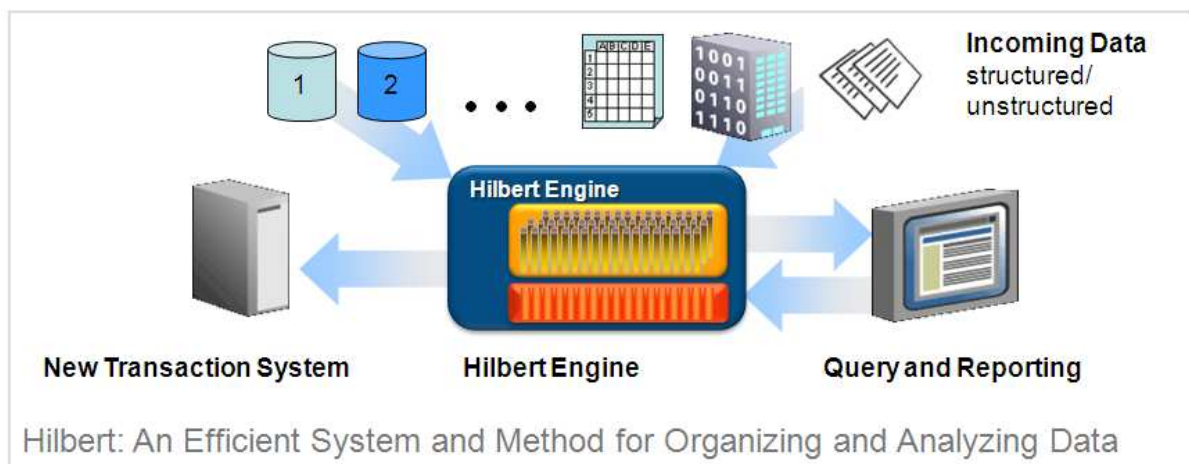 1
2
...
A B C D E
1
2
3
4
5
1001
0011
0110
1110
Incoming Data
structured/
unstructured
Hilbert Engine
New Transaction System
Hilbert Engine
Query and Reporting
Hilbert: An Efficient System and Method for Organizing and Analyzing Data